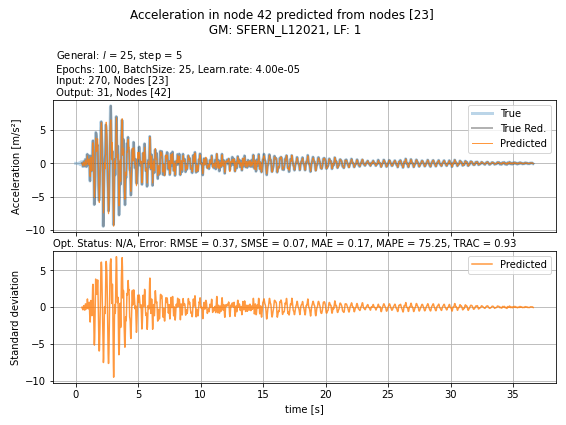 Acceleration in node 42 predicted from nodes [23]
GM: SFERN_L12021, LF: 1
General: l = 25, step = 5
Epochs: 100, BatchSize: 25, Learn.rate: 4.00e-05
Input: 270, Nodes [23]
Output: 31, Nodes [42]
Acceleration [m/s²]
5
0
−5
−10
True
True Red.
Predicted
Opt. Status: N/A, Error: RMSE = 0.37, SMSE = 0.07, MAE = 0.17, MAPE = 75.25, TRAC = 0.93
Standard deviation
5
0
−5
−10
Predicted
0 5 10 15 20 25 30 35
time [s]